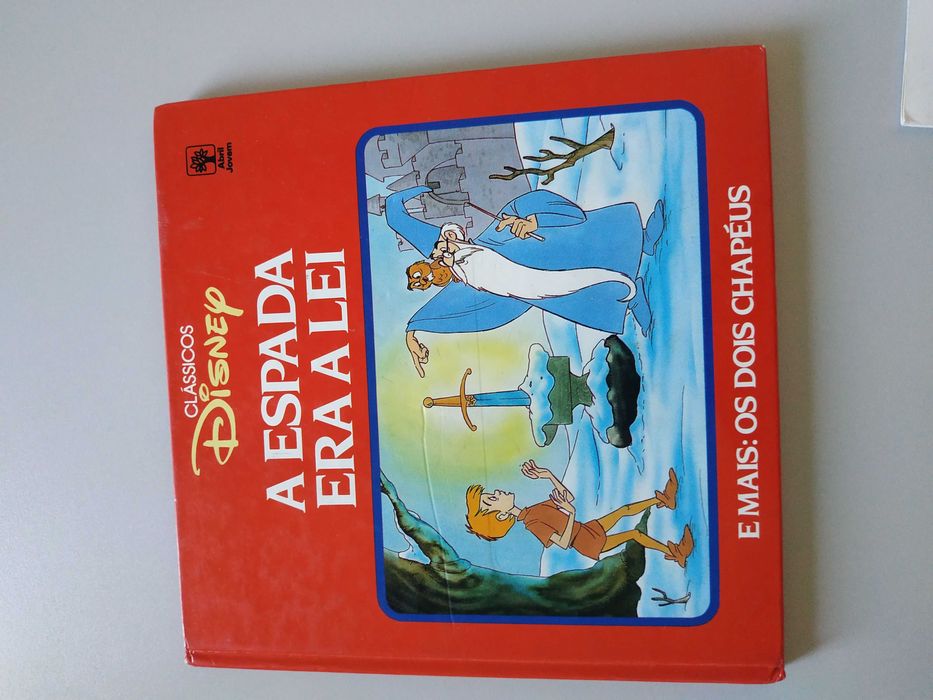 Abril
Jovem
CLÁSSICOS
Disney
A ESPADA
ERA A LEI
E MAIS: OS DOIS CHAPÉUS